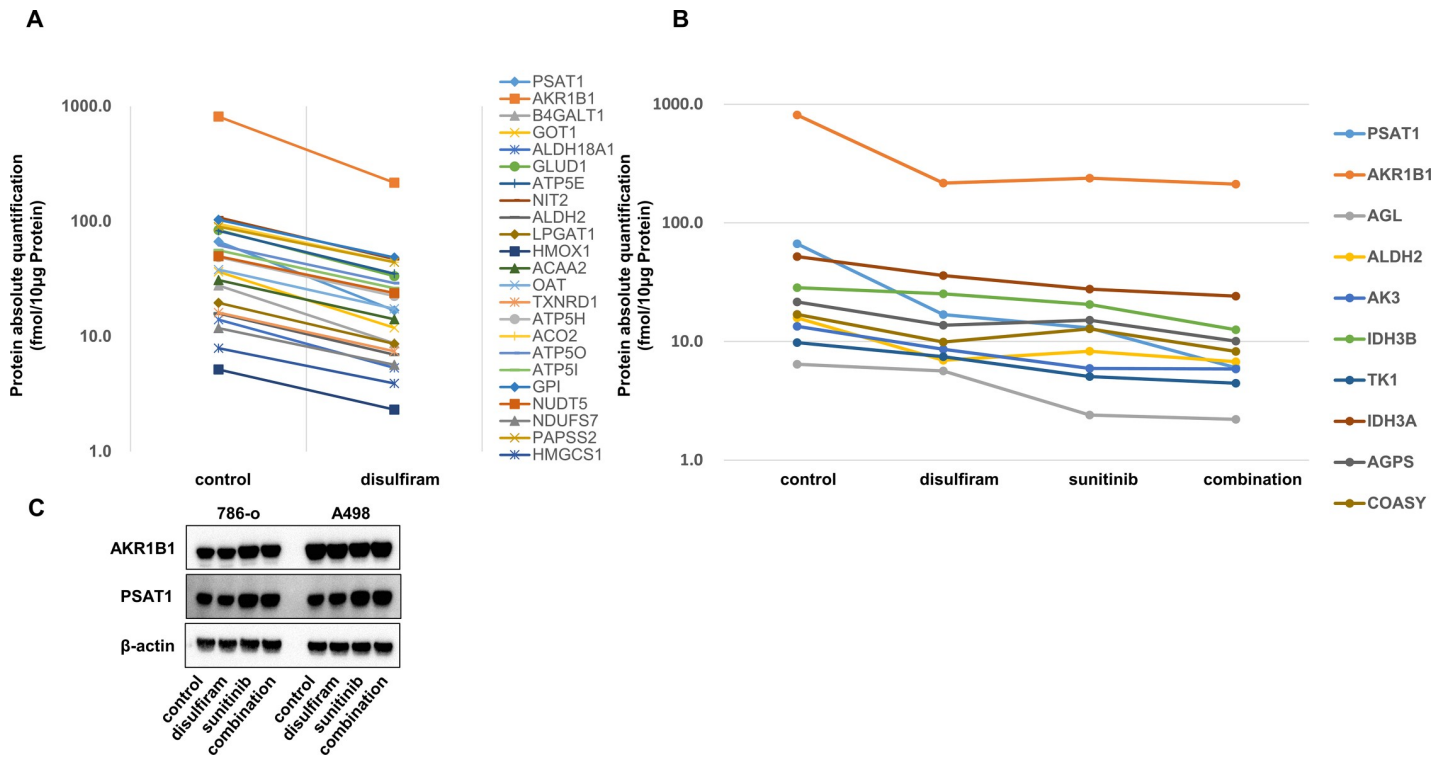 A
Protein absolute quantification
(fmol/10µg Protein)
1000.0
100.0
10.0
1.0
control
disulfiram
PSAT1
AKR1B1
B4GALT1
GOT1
ALDH18A1
GLUD1
ATP5E
NIT2
ALDH2
LPGAT1
HMOX1
ACAA2
OAT
TXNRD1
ATP5H
ACO2
ATP5O
ATP5I
GPI
NUDT5
NDUFS7
PAPSS2
HMGCS1
B
Protein absolute quantification
(fmol/10µg Protein)
1000.0
100.0
10.0
1.0
control
disulfiram
sunitinib
combination
PSAT1
AKR1B1
AGL
ALDH2
AK3
IDH3B
TK1
IDH3A
AGPS
COASY
C
786-o
A498
AKR1B1
PSAT1
β-actin
control
disulfiram
sunitinib
combination
control
disulfiram
sunitinib
combination